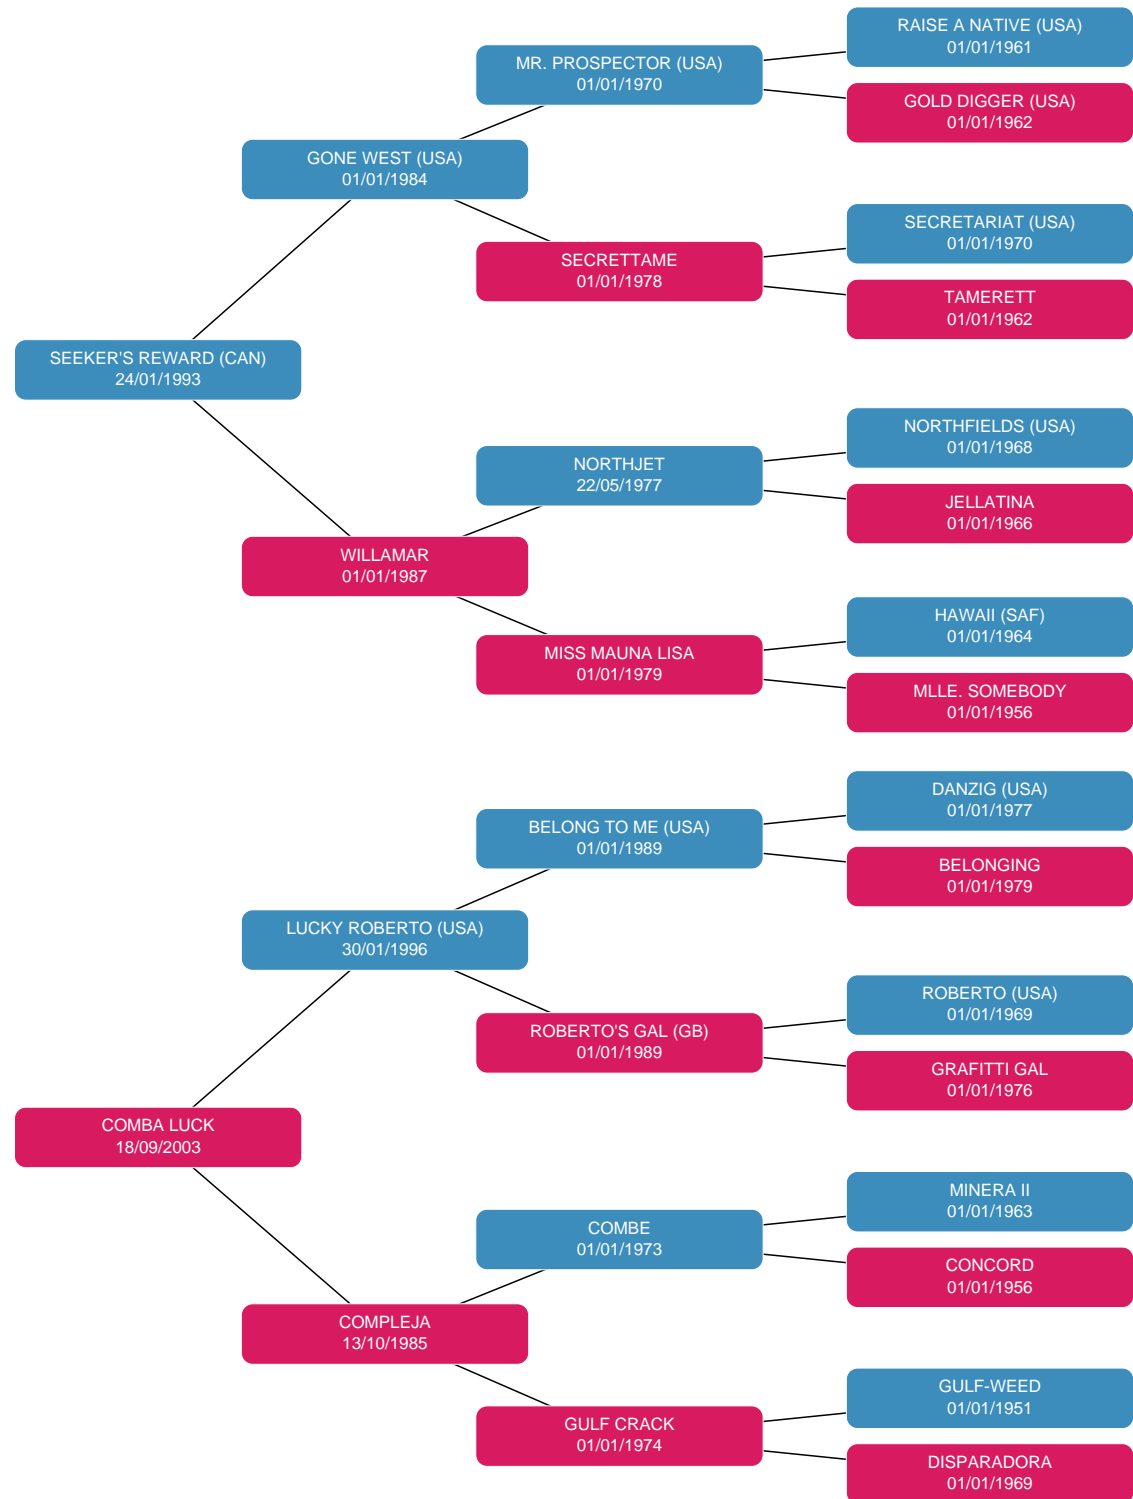 RAISE A NATIVE (USA)
01/01/1961
MR. PROSPECTOR (USA)
01/01/1970
GOLD DIGGER (USA)
01/01/1962
GONE WEST (USA)
01/01/1984
SECRETARIAT (USA)
01/01/1970
SECRETTAME
01/01/1978
TAMERETT
01/01/1962
SEEKER'S REWARD (CAN)
24/01/1993
NORTHFIELDS (USA)
01/01/1968
NORTHJET
22/05/1977
JELLATINA
01/01/1966
WILLAMAR
01/01/1987
HAWAII (SAF)
01/01/1964
MISS MAUNA LISA
01/01/1979
MLLE. SOMEBODY
01/01/1956
DANZIG (USA)
01/01/1977
BELONG TO ME (USA)
01/01/1989
BELONGING
01/01/1979
LUCKY ROBERTO (USA)
30/01/1996
ROBERTO (USA)
01/01/1969
ROBERTO'S GAL (GB)
01/01/1989
GRAFITTI GAL
01/01/1976
COMBA LUCK
18/09/2003
MINERA II
01/01/1963
COMBE
01/01/1973
CONCORD
01/01/1956
COMPLEJA
13/10/1985
GULF-WEED
01/01/1951
GULF CRACK
01/01/1974
DISPARADORA
01/01/1969